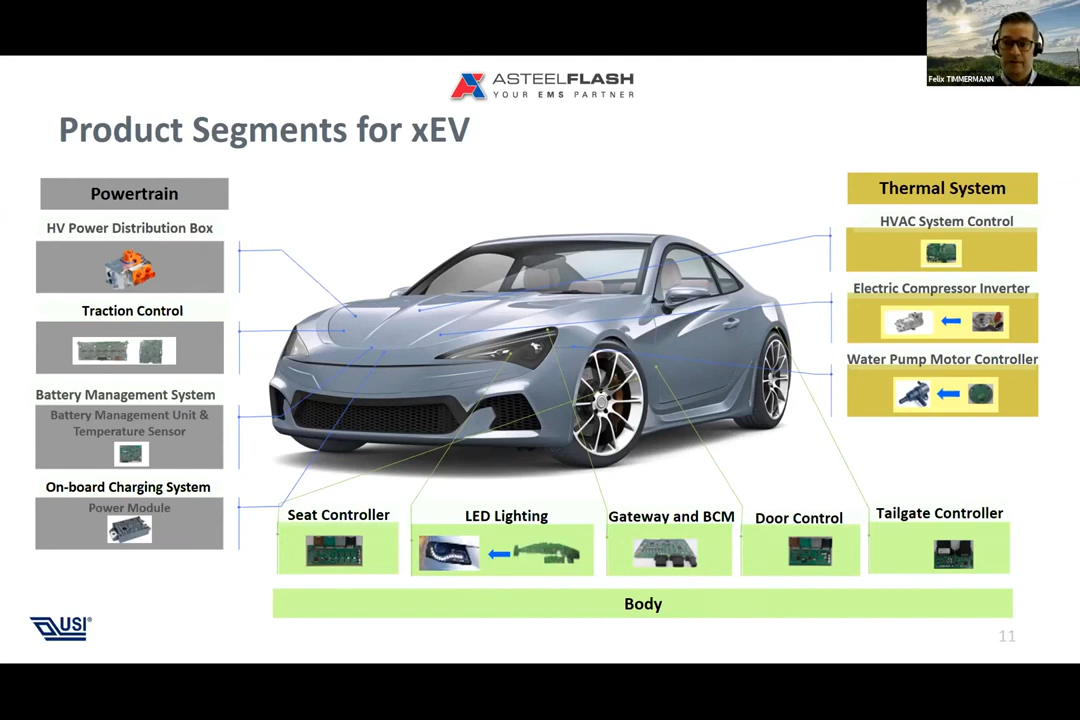 Felix TIMMERMANN
ASTEELFLASH
YOUR EMS PARTNER
Product Segments for xEV
Powertrain
HV Power Distribution Box
Traction Control
Battery Management System
Battery Management Unit &
Temperature Sensor
On-board Charging System
Power Module
Thermal System
HVAC System Control
Electric Compressor Inverter
Water Pump Motor Controller
Seat Controller
LED Lighting
Gateway and BCM
Door Control
Tailgate Controller
Body
USI®
11